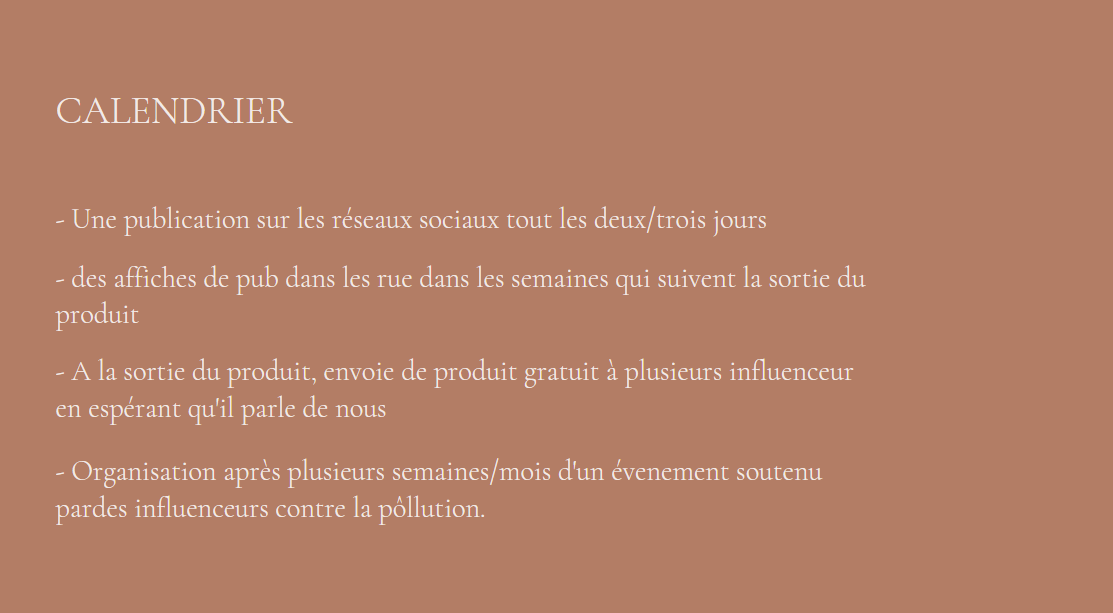 CALENDRIER
- Une publication sur les réseaux sociaux tout les deux/trois jours
- des affiches de pub dans les rue dans les semaines qui suivent la sortie du
produit
- A la sortie du produit, envoie de produit gratuit à plusieurs influenceur
en espérant qu'il parle de nous
- Organisation après plusieurs semaines/mois d'un évenement soutenu
pardes influenceurs contre la pôllution.